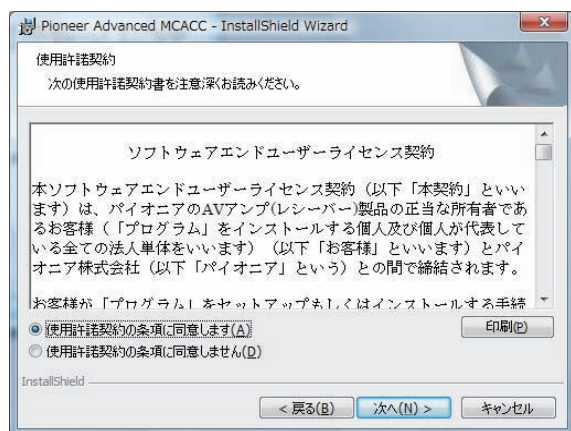 Pioneer Advanced MCACC - InstallShield Wizard
使用許諾契約
次の使用許諾契約書を注意深くお読みください。
ソフトウェアエンドユーザーライセンス契約
本ソフトウェアエンドユーザーライセンス契約（以下「本契約」といい
ます）は、パイオニアのAVアンプ(レシーバー)製品の正当な所有者であ
るお客様（「プログラム」をインストールする個人及び個人が代表して
いる全ての法人単体をいいます）（以下「お客様」といいます）とパイ
オニア株式会社（以下「パイオニア」という）との間で締結されます。
お客様が「プログラム」をセットアップもしくはインストールする手続
使用許諾契約の条項に同意します(A)
印刷(P)
使用許諾契約の条項に同意しません(D)
InstallShield
< 戻る(B)
次へ(N) >
キャンセル